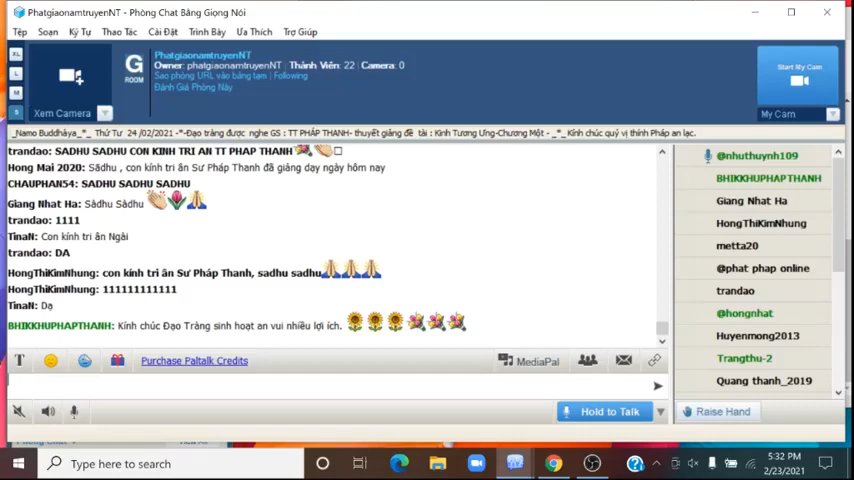 PhatgiaonamtruyenNT - Phòng Chat Bằng Giọng Nói
Tệp Soạn Ký Tự Thao Tác Cài Đặt Trình Bày Ưa Thích Trợ Giúp
XL
L
M
S
Xem Camera
G
ROOM
PhatgiaonamtruyenNT
Owner: phatgiaonamtruyenNT | Thành Viên: 22 | Camera: 0
Sao phòng URL vào bảng tạm | Following
Đánh Giá Phòng Này
Start My Cam
My Cam
_Namo Buddhàya_*_ Thứ Tư 24 /02/2021 -*-Đạo tràng được nghe GS : TT PHÁP THANH- thuyết giảng đề tài : Kinh Tương Ưng-Chương Một - _*_Kính chúc quý vị thính Pháp an lạc.
trandao: SADHU SADHU CON KINH TRI AN TT PHAP THANH
Hong Mai 2020: Sādhu , con kính tri ân Sư Pháp Thanh đã giảng dạy ngày hôm nay
CHAUPHAN54: SADHU SADHU SADHU
Giang Nhat Ha: Sàdhu Sàdhu
trandao: 1111
TinaN: Con kính tri ân Ngài
trandao: DA
HongThiKimNhung: con kính tri ân Sư Pháp Thanh, sadhu sadhu
HongThiKimNhung: 111111111111
TinaN: Dạ
BHIKKHUPHAPTHANH: Kính chúc Đạo Tràng sinh hoạt an vui nhiều lợi ích.
@nhuthuynh109
BHIKKHUPHAPTHANH
Giang Nhat Ha
HongThiKimNhung
metta20
@phat phap online
trandao
@hongnhat
Huyenmong2013
Trangthu-2
Quang thanh_2019
T Purchase Paltalk Credits MediaPal
Hold to Talk
Raise Hand
Type here to search
5:32 PM
2/23/2021